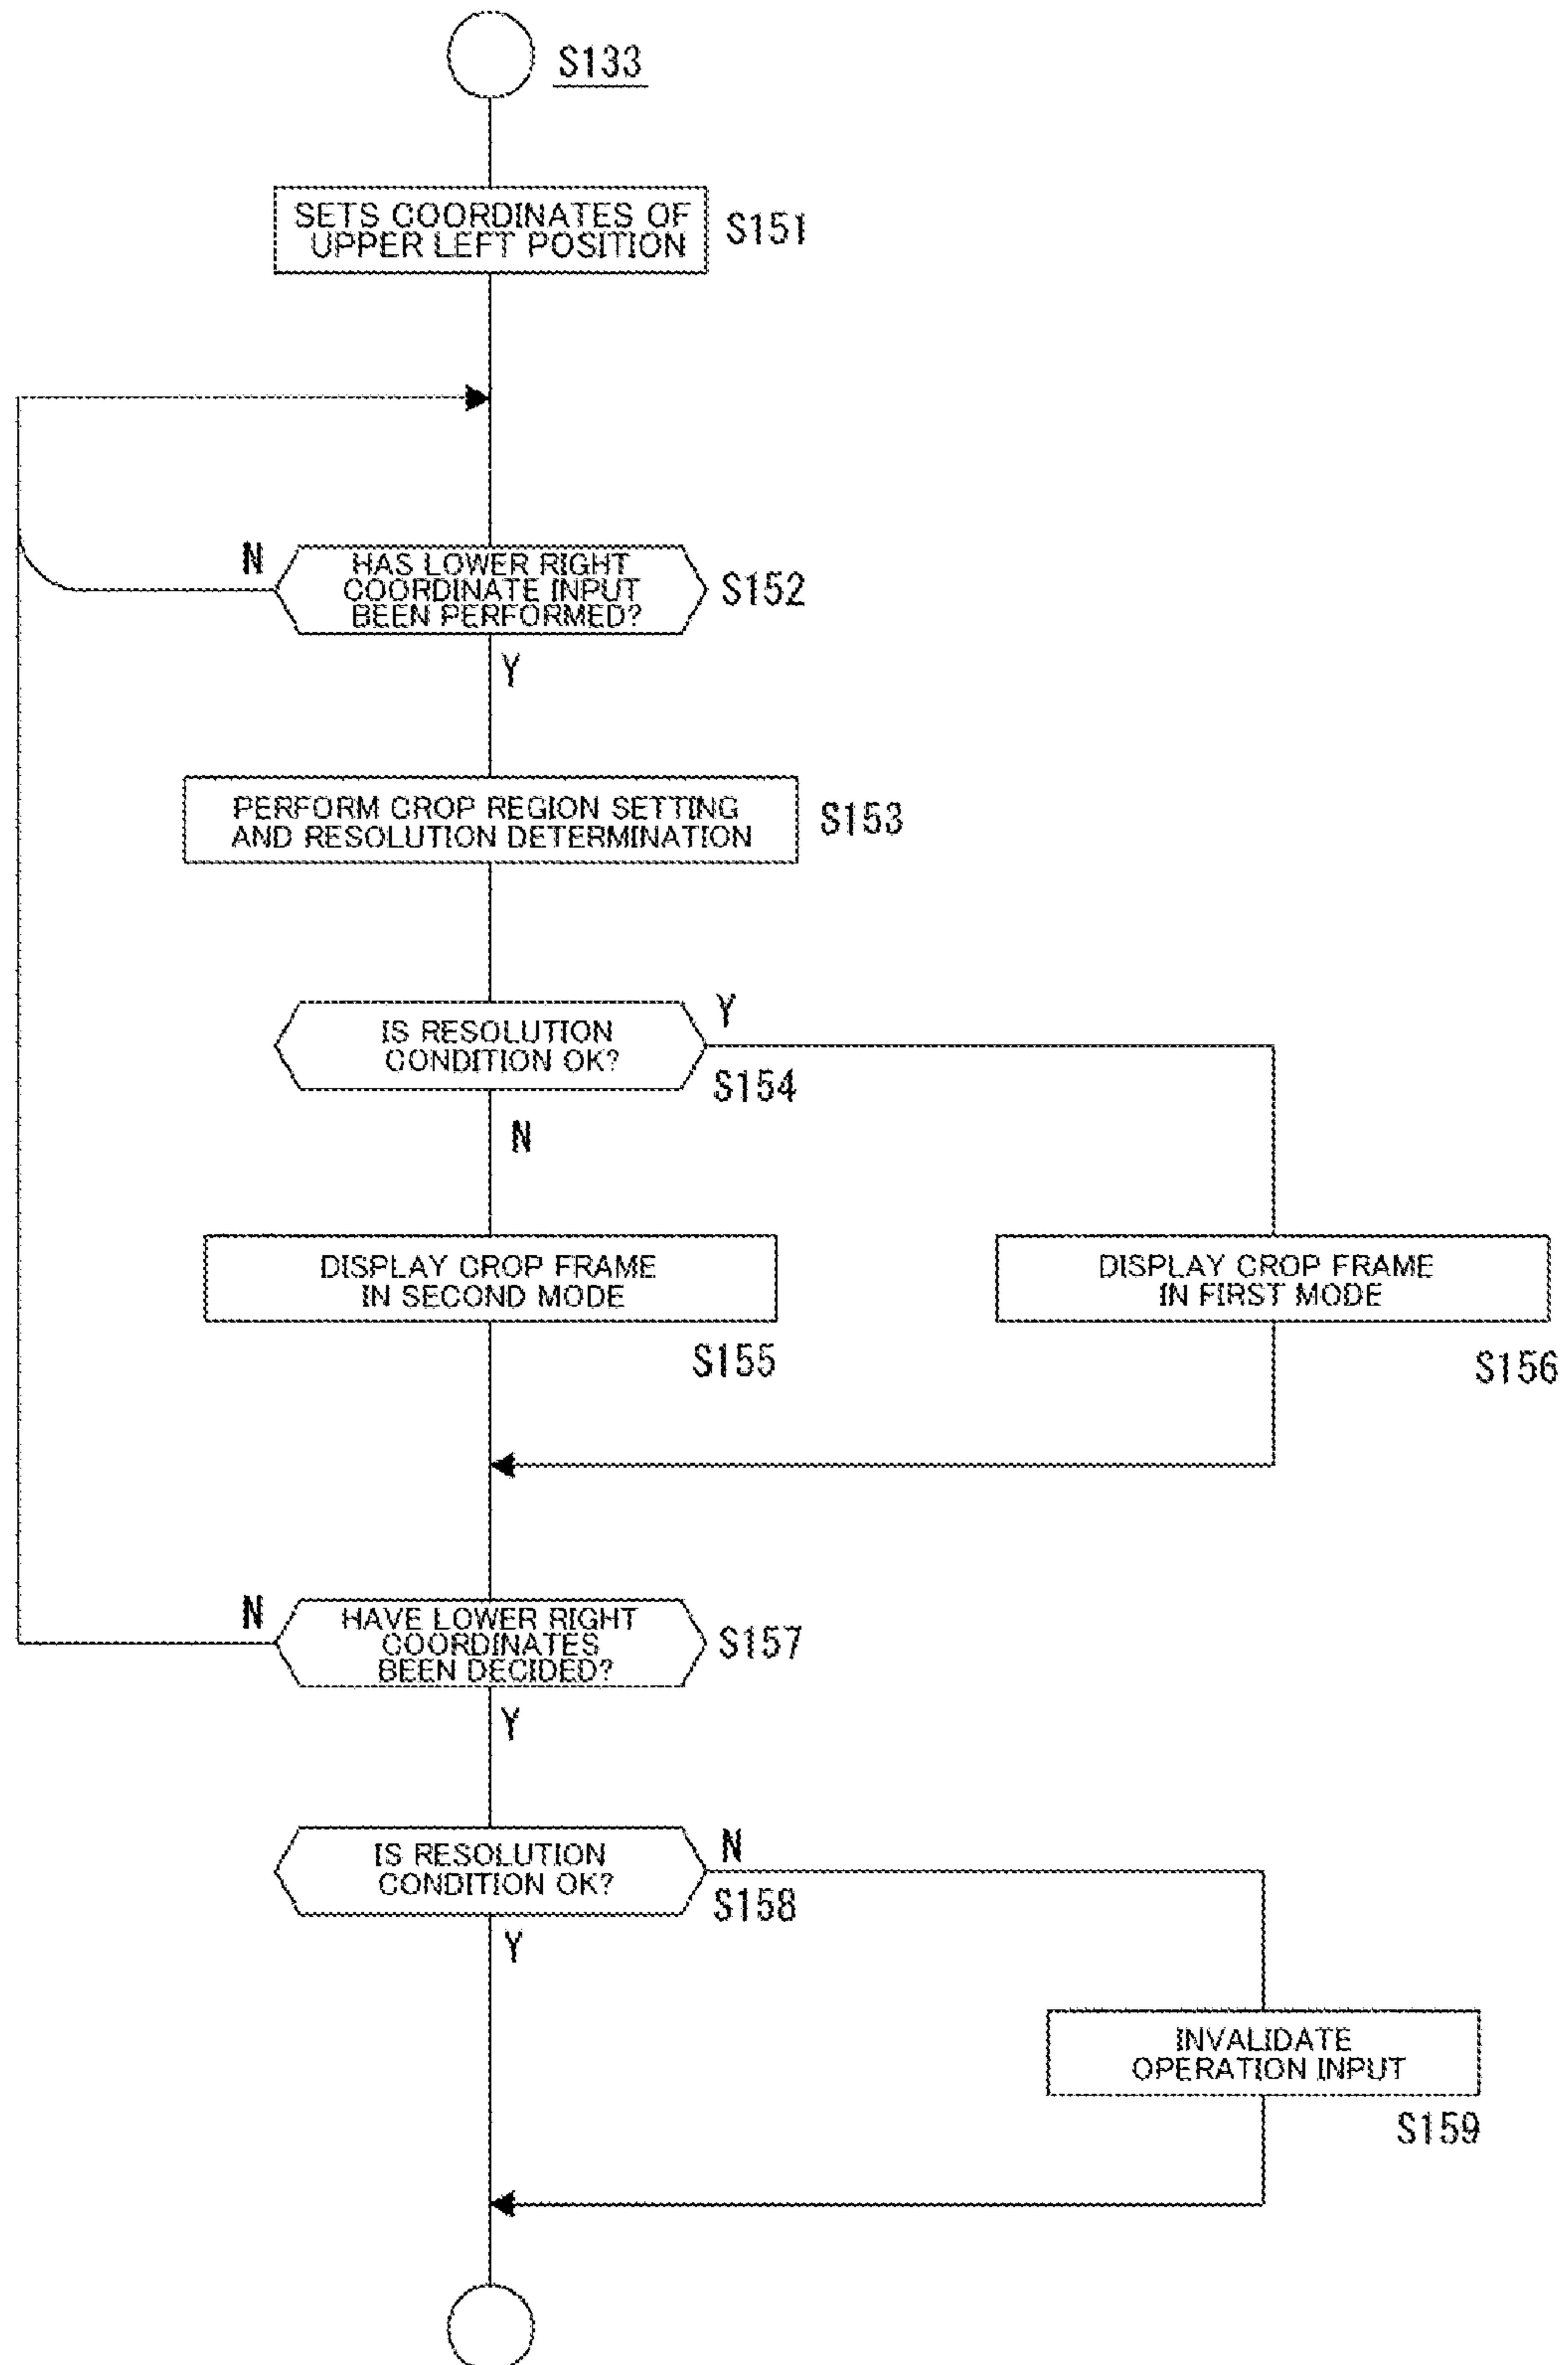 S133
SETS COORDINATES OF
UPPER LEFT POSITION
S151
N
HAS LOWER RIGHT
COORDINATE INPUT
BEEN PERFORMED?
S152
Y
PERFORM CROP REGION SETTING
AND RESOLUTION DETERMINATION
S153
IS RESOLUTION
CONDITION OK?
Y
S154
N
DISPLAY CROP FRAME
IN SECOND MODE
S155
DISPLAY CROP FRAME
IN FIRST MODE
S156
N
HAVE LOWER RIGHT
COORDINATES
BEEN DECIDED?
S157
Y
IS RESOLUTION
CONDITION OK?
N
S158
Y
INVALIDATE
OPERATION INPUT
S159